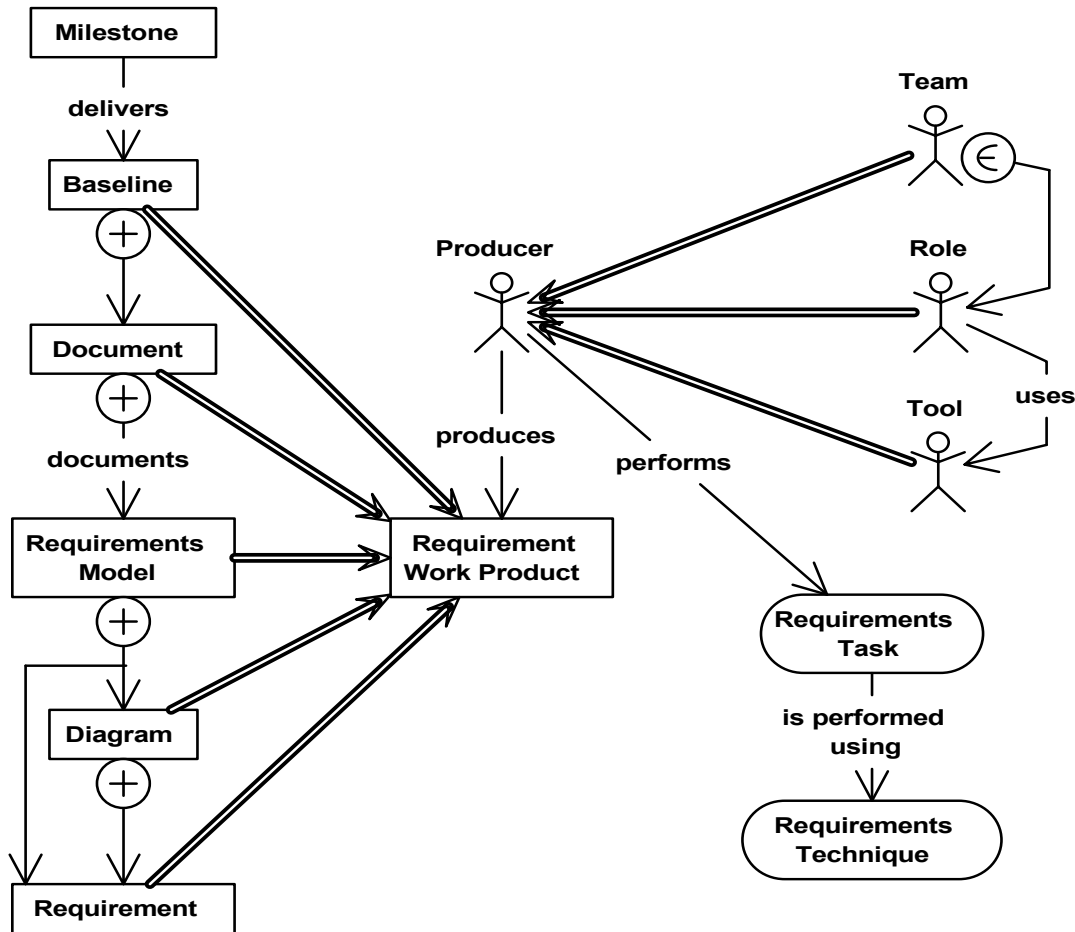 Milestone
delivers
Baseline
Document
documents
Requirements
Model
Diagram
Requirement
Producer
produces
performs
Requirement
Work Product
Team
∈
Role
uses
Tool
Requirements
Task
is performed
using
Requirements
Technique